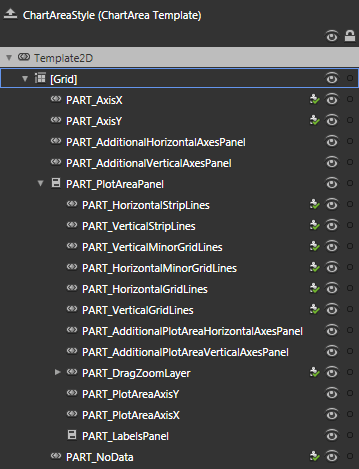 ChartAreaStyle (ChartArea Template)
Template2D
[Grid]
PART_AxisX
PART_AxisY
PART_AdditionalHorizontalAxesPanel
PART_AdditionalVerticalAxesPanel
PART_PlotAreaPanel
PART_HorizontalStripLines
PART_VerticalStripLines
PART_VerticalMinorGridLines
PART_HorizontalMinorGridLines
PART_HorizontalGridLines
PART_VerticalGridLines
PART_AdditionalPlotAreaHorizontalAxesPanel
PART_AdditionalPlotAreaVerticalAxesPanel
PART_DragZoomLayer
PART_PlotAreaAxisY
PART_PlotAreaAxisX
PART_LabelsPanel
PART_NoData